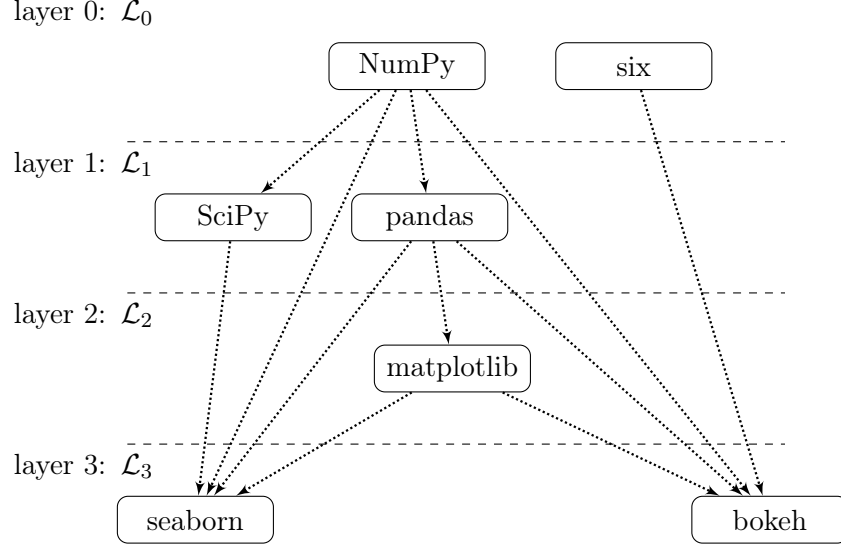 layer 0: ℒ₀
NumPy six
layer 1: ℒ₁
SciPy pandas
layer 2: ℒ₂
matplotlib
layer 3: ℒ₃
seaborn bokeh